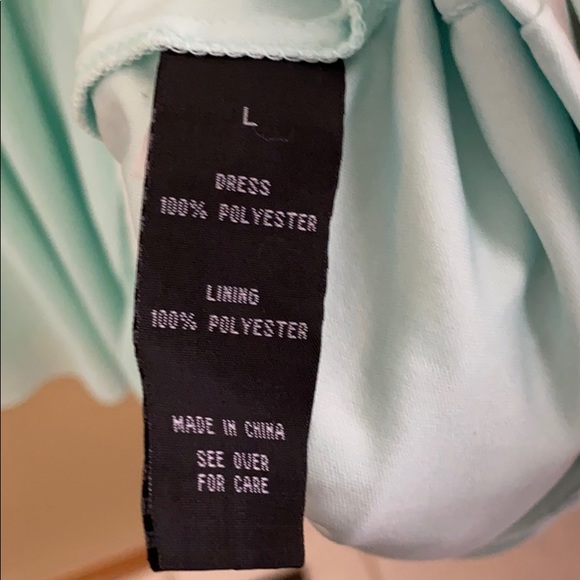 L
DRESS
100% POLYESTER
LINING
100% POLYESTER
MADE IN CHINA
SEE OVER
FOR CARE